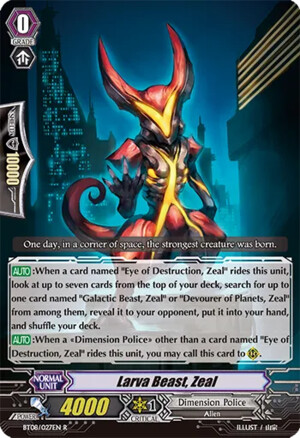 0
GRADE
10000
One day, in a corner of space, the strongest creature was born.
AUTO:When a card named "Eye of Destruction, Zeal" rides this unit,
look at up to seven cards from the top of your deck, search for up
to one card named "Galactic Beast, Zeal" or "Devourer of Planets, Zeal"
from among them, reveal it to your opponent, put it into your hand,
and shuffle your deck.
AUTO:When a «Dimension Police» other than a card named "Eye of
Destruction, Zeal" rides this unit, you may call this card to R.
NORMAL
UNIT
Larva Beast, Zeal
POWER
4000
1
CRITICAL
Dimension Police
Alien
BT08/027EN R
ILLUST /